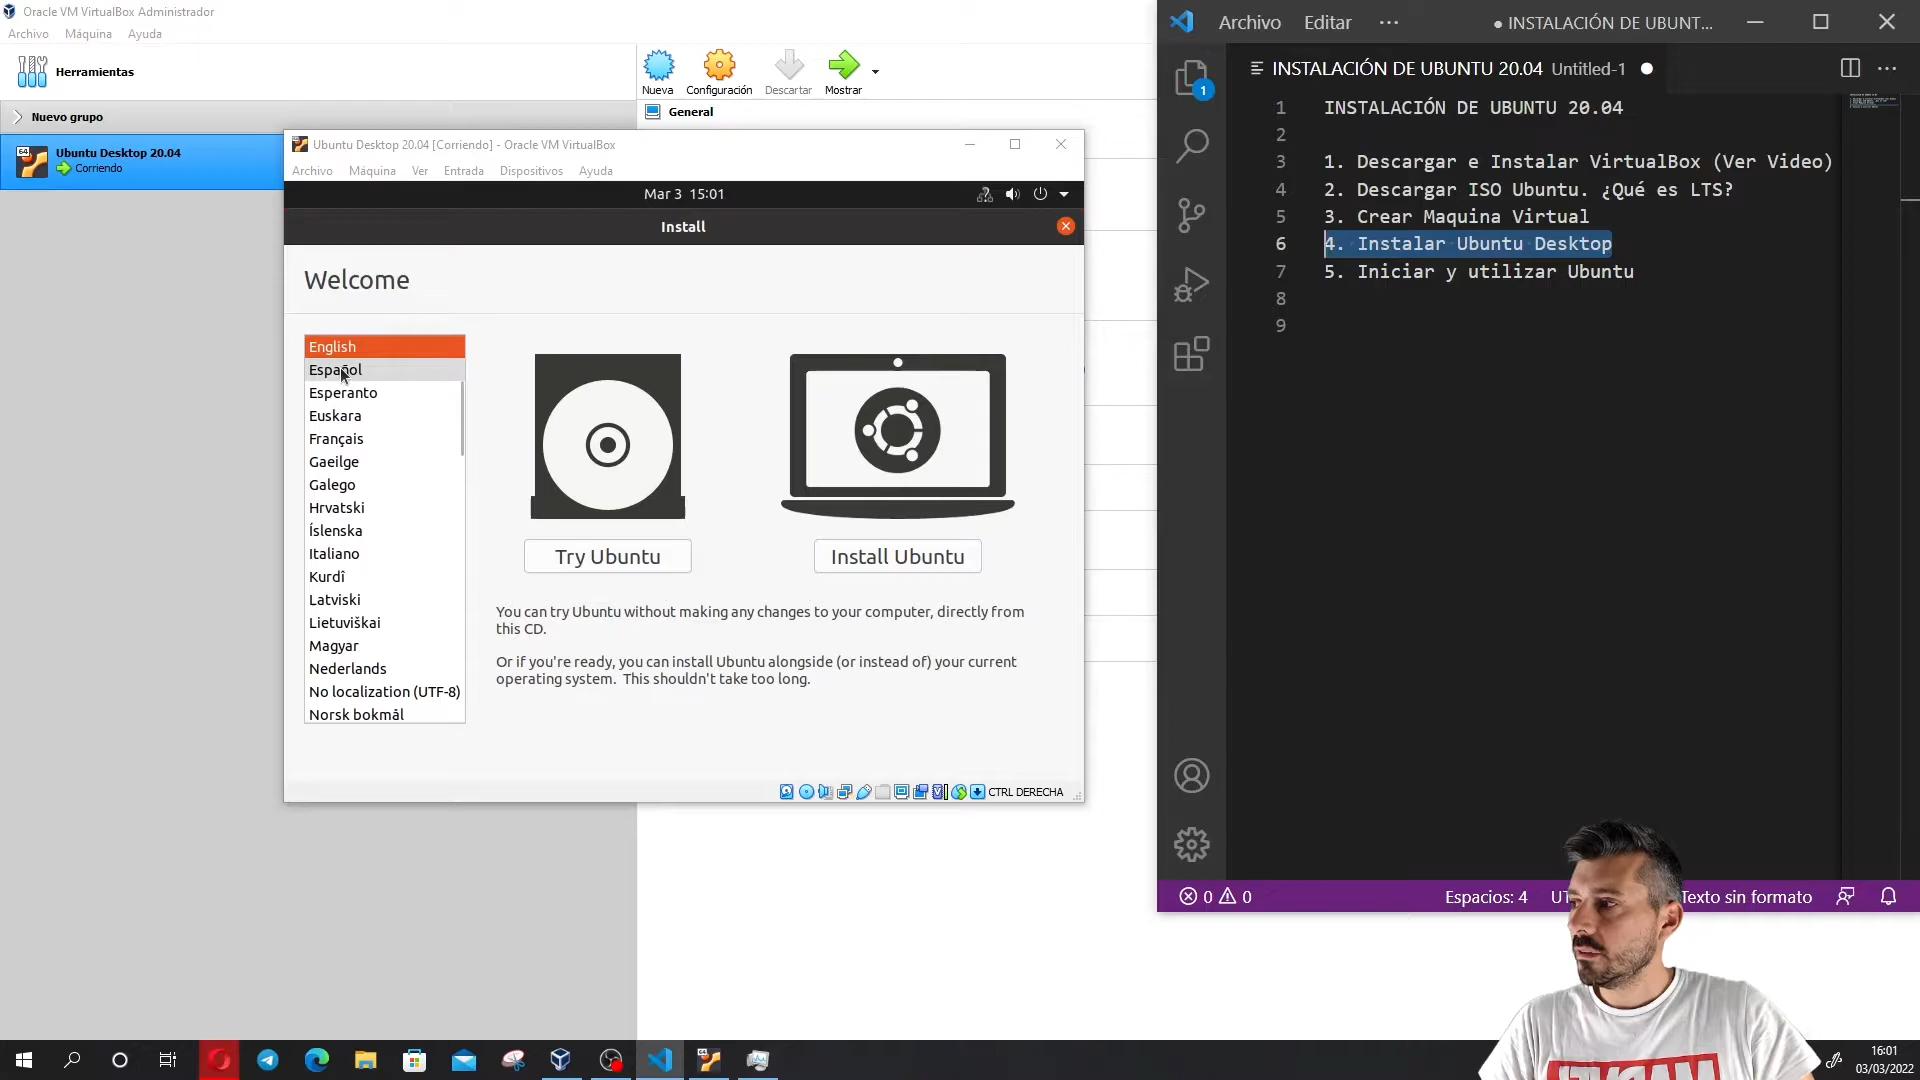 Oracle VM VirtualBox Administrador
Archivo Máquina Ayuda
Herramientas
Nuevo grupo
Ubuntu Desktop 20.04
Corriendo
64
Nueva Configuración Descartar Mostrar
General
Ubuntu Desktop 20.04 [Corriendo] - Oracle VM VirtualBox
Archivo Máquina Ver Entrada Dispositivos Ayuda
Mar 3 15:01
Install
Welcome
English
Español
Esperanto
Euskara
Français
Gaeilge
Galego
Hrvatski
Íslenska
Italiano
Kurdî
Latviski
Lietuviškai
Magyar
Nederlands
No localization (UTF-8)
Norsk bokmål
Try Ubuntu
Install Ubuntu
You can try Ubuntu without making any changes to your computer, directly from
this CD.
Or if you're ready, you can install Ubuntu alongside (or instead of) your current
operating system. This shouldn't take too long.
CTRL DERECHA
Archivo Editar ··· ● INSTALACIÓN DE UBUNT...
INSTALACIÓN DE UBUNTU 20.04 Untitled-1
1
1 INSTALACIÓN DE UBUNTU 20.04
2
3 1. Descargar e Instalar VirtualBox (Ver Video)
4 2. Descargar ISO Ubuntu. ¿Qué es LTS?
5 3. Crear Maquina Virtual
6 4. Instalar Ubuntu Desktop
7 5. Iniciar y utilizar Ubuntu
8
9
0 0 Espacios: 4 UT Texto sin formato
16:01
03/03/2022